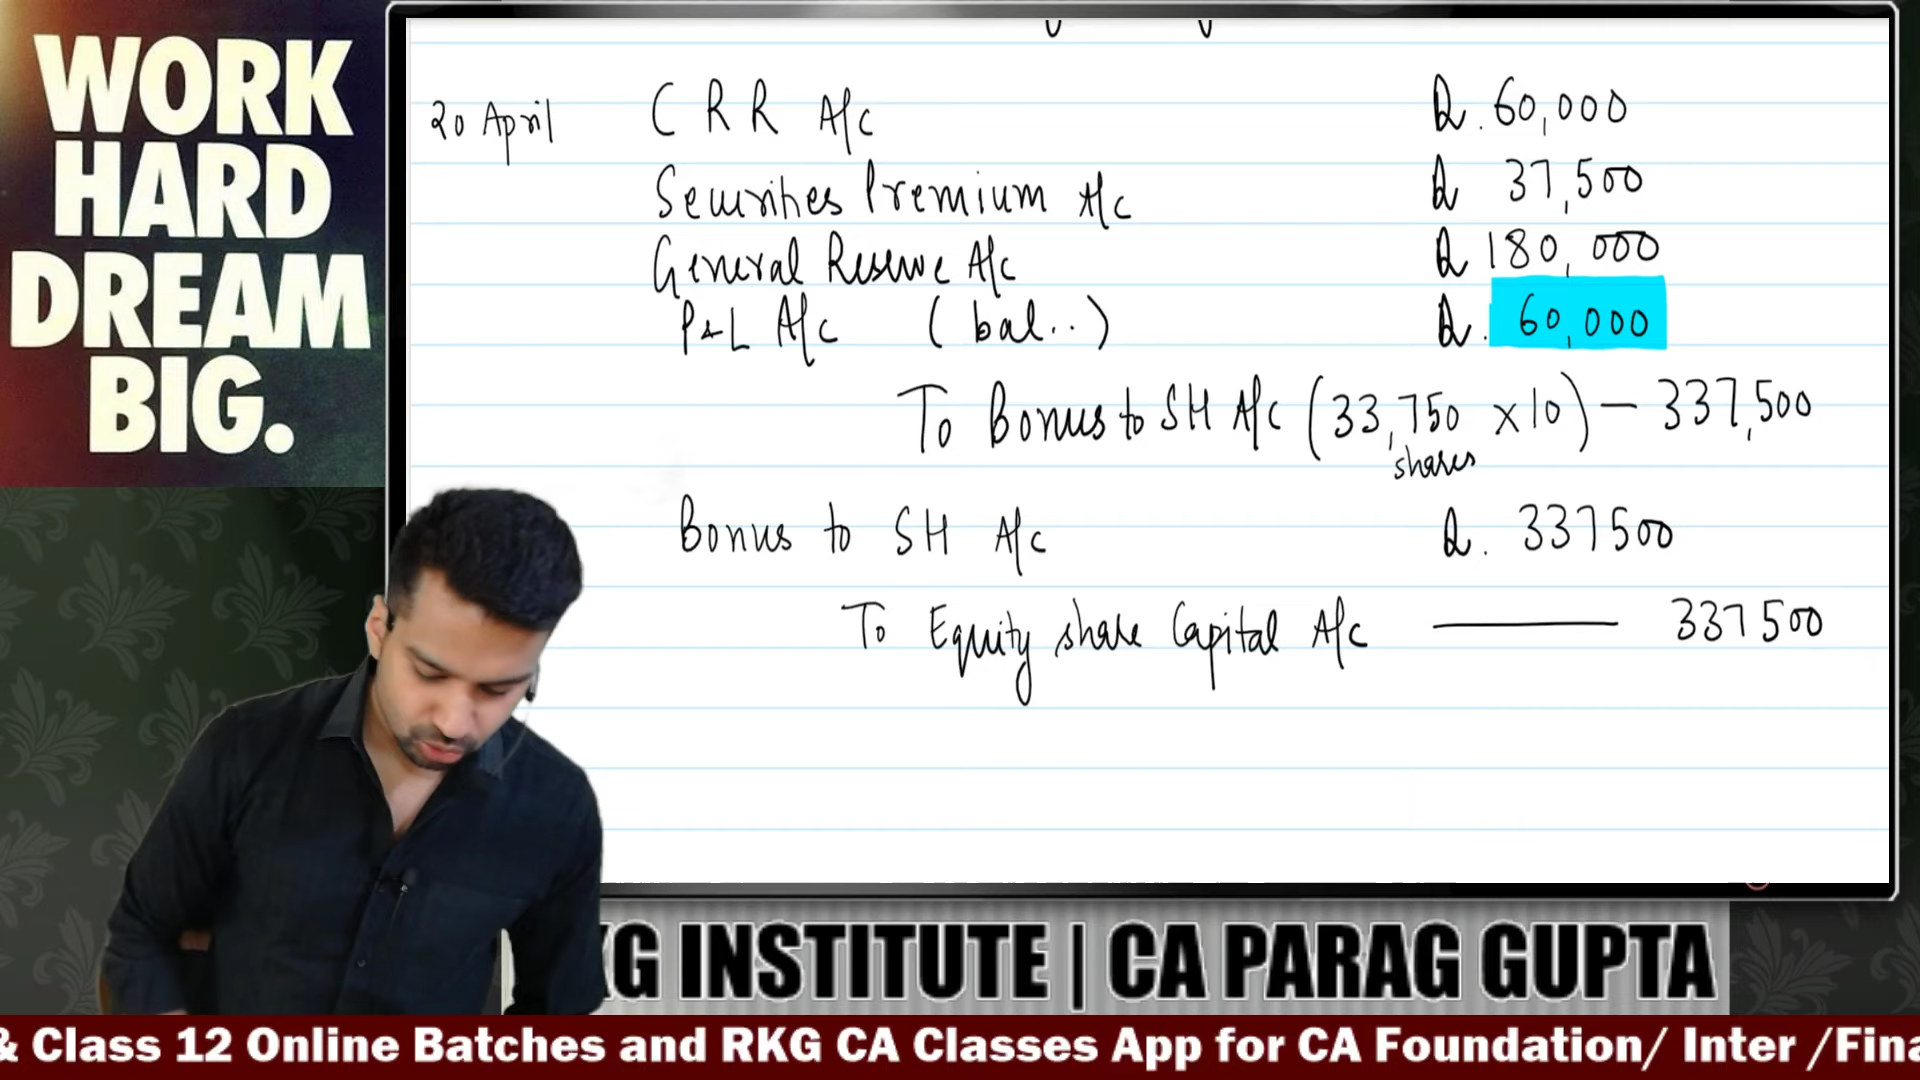 WORK
HARD
DREAM
BIG.
20 April C R R A/c Dr. 60,000
Securities Premium A/c Dr 37,500
General Reserve A/c Dr 180,000
P&L A/c (bal..) Dr. 60,000
To Bonus to SH A/c (33,750 x10) — 337,500
shares
Bonus to SH A/c Dr. 337500
To Equity share Capital A/c — 337500
KG INSTITUTE | CA PARAG GUPTA
& Class 12 Online Batches and RKG CA Classes App for CA Foundation/ Inter /Fina